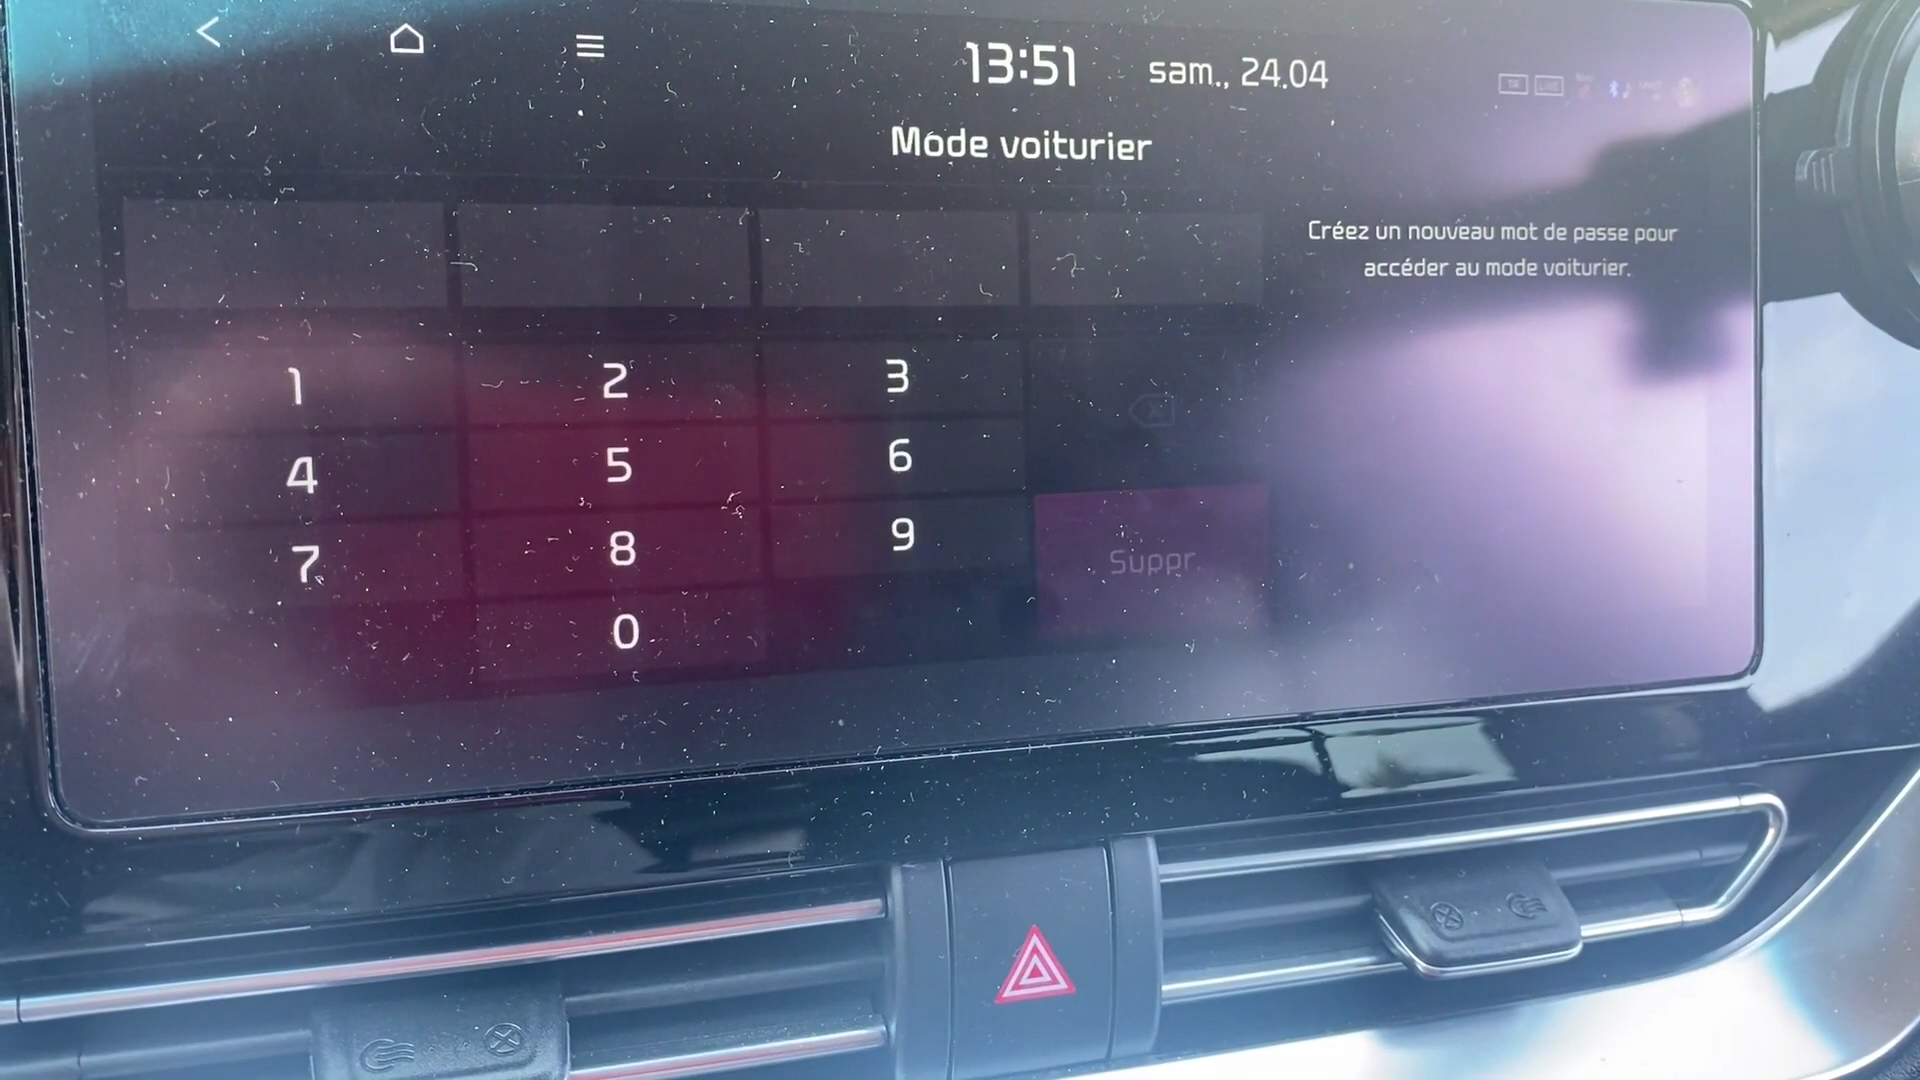 13:51 sam., 24.04
Mode voiturier
Créez un nouveau mot de passe pour
accéder au mode voiturier.
1 2 3
4 5 6
7 8 9
Suppr.
0